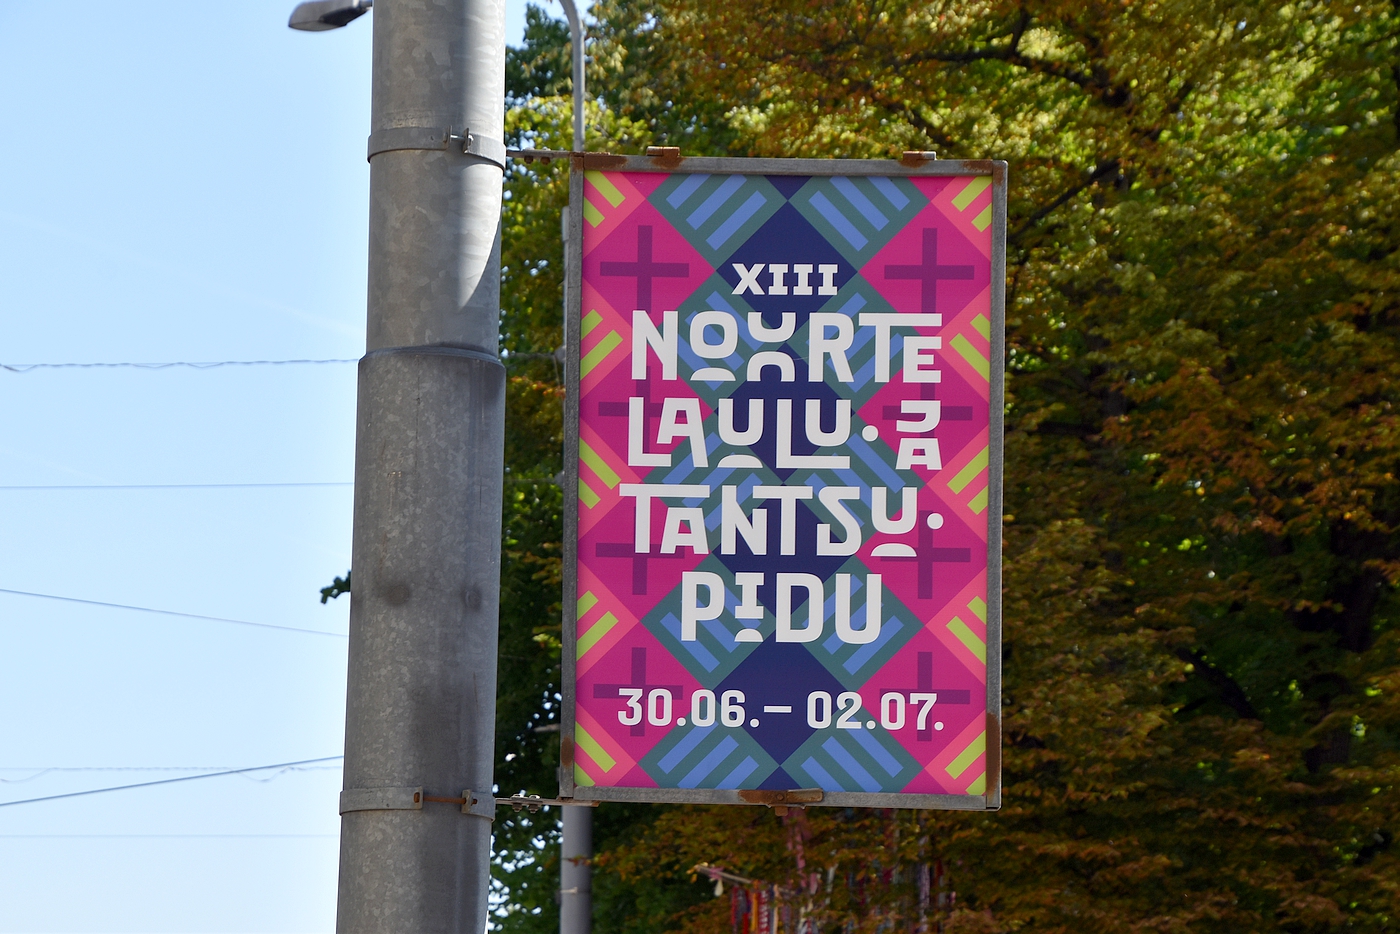 XIII
NOORTE
LAULU. JA
TANTSU.
PIDU
30.06.– 02.07.